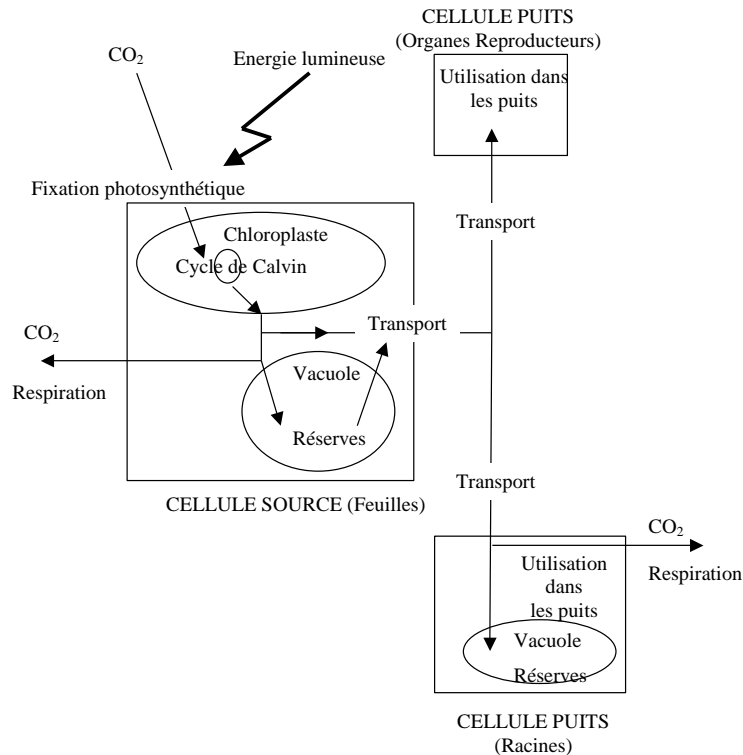 CELLULE PUITS
(Organes Reproducteurs)
CO₂
Energie lumineuse
Utilisation dans
les puits
Fixation photosynthétique
Transport
Chloroplaste
Cycle de Calvin
CO₂
Transport
Respiration
Vacuole
Réserves
Transport
CELLULE SOURCE (Feuilles)
CO₂
Utilisation
dans
les puits
Respiration
Vacuole
Réserves
CELLULE PUITS
(Racines)